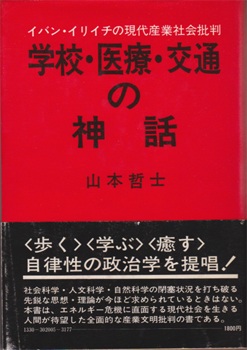 イバン・イリイチの現代産業社会批判
学校・医療・交通
の
神話
山本哲士
〈歩く〉〈学ぶ〉〈癒す〉
自律性の政治学を提唱!
社会科学・人文科学・自然科学の閉塞状況を打ち破る
先鋭な思想・理論が今ほど求められているときはない。
本書は、エネルギー危機に直面する現代社会を生きる
人間が待望した全面的な産業文明批判の書である。
1330-302005-3177
1800円